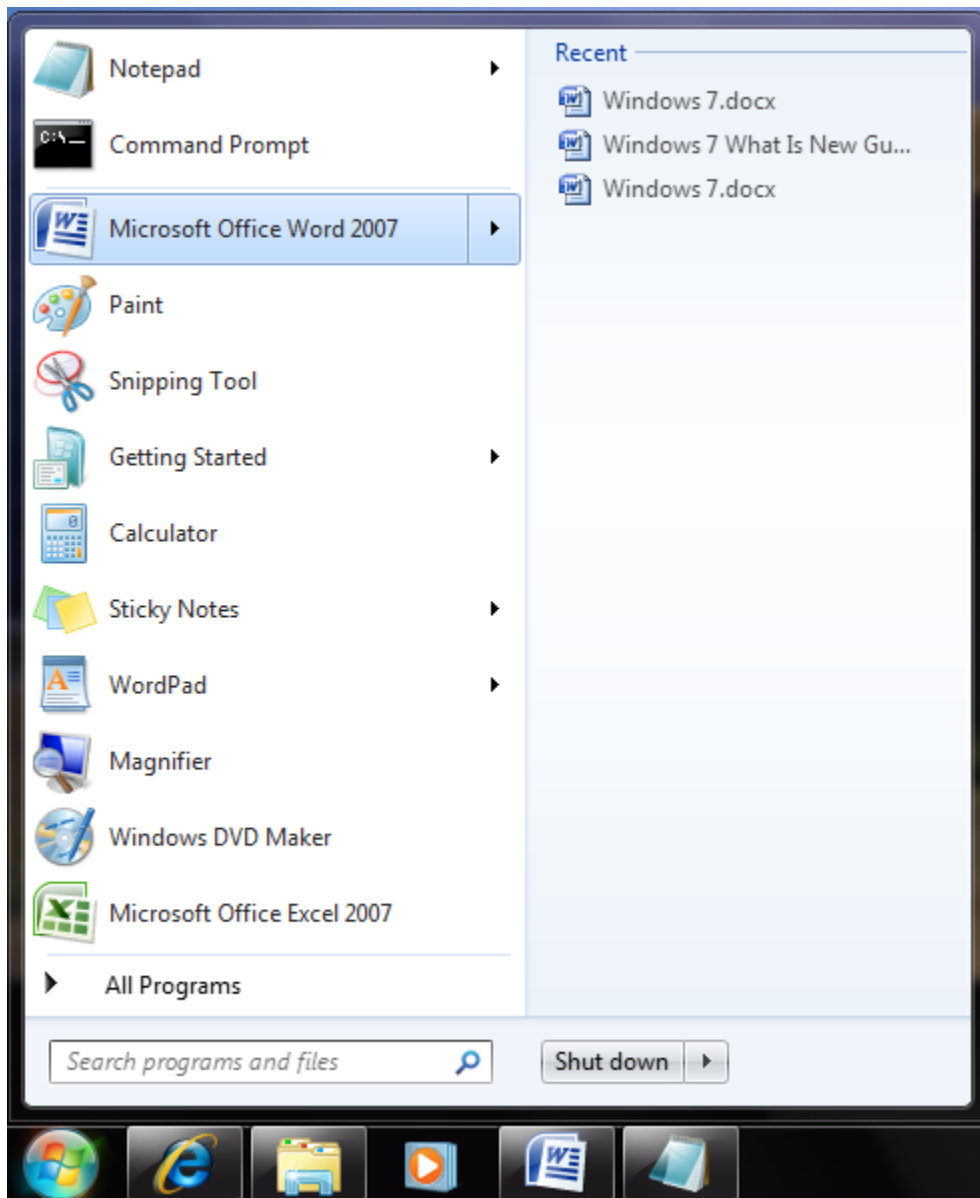 Notepad
Command Prompt
Microsoft Office Word 2007
Paint
Snipping Tool
Getting Started
Calculator
Sticky Notes
WordPad
Magnifier
Windows DVD Maker
Microsoft Office Excel 2007
All Programs
Search programs and files
Recent
Windows 7.docx
Windows 7 What Is New Gu...
Windows 7.docx
Shut down